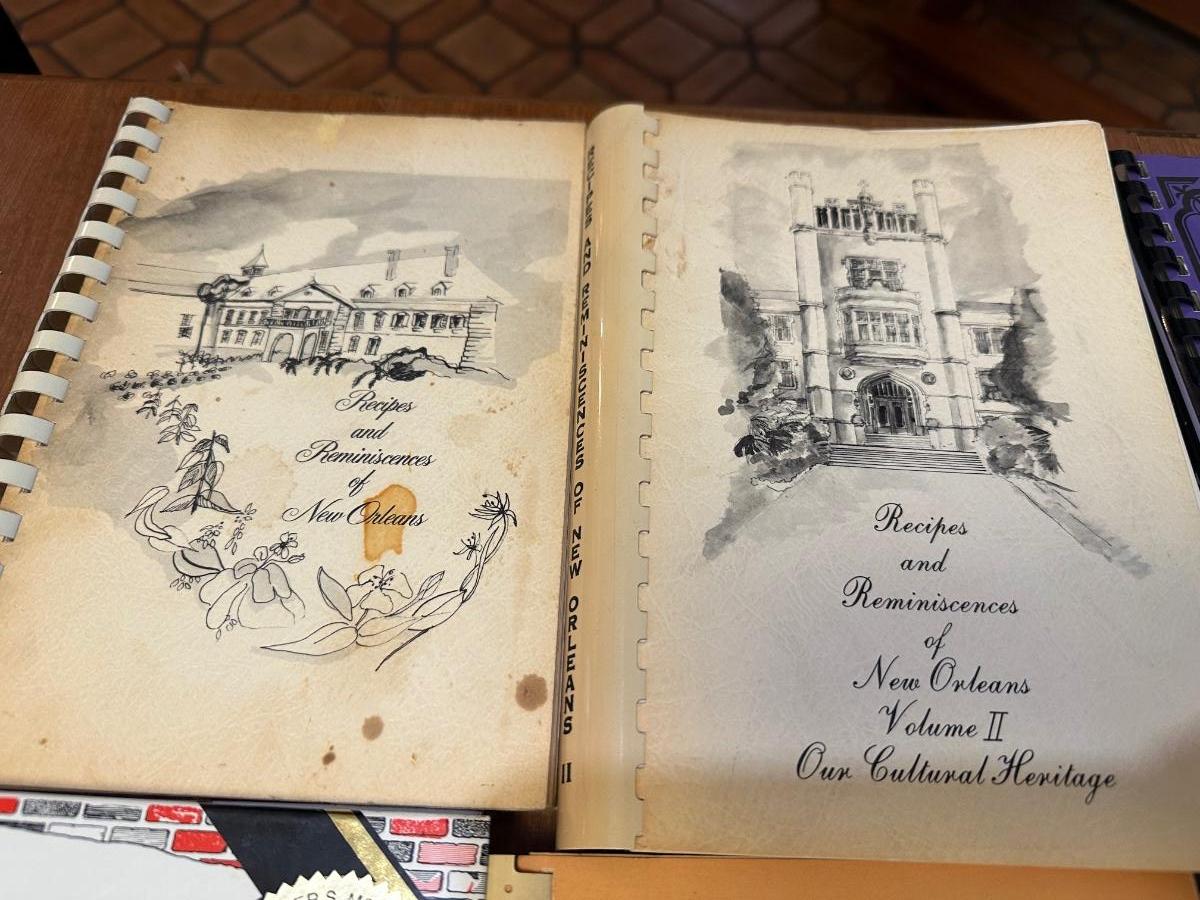 Recipes
and
Reminiscences
of
New Orleans
RECIPES AND REMINISCENCES OF NEW ORLEANS II
Recipes
and
Reminiscences
of
New Orleans
Volume II
Our Cultural Heritage